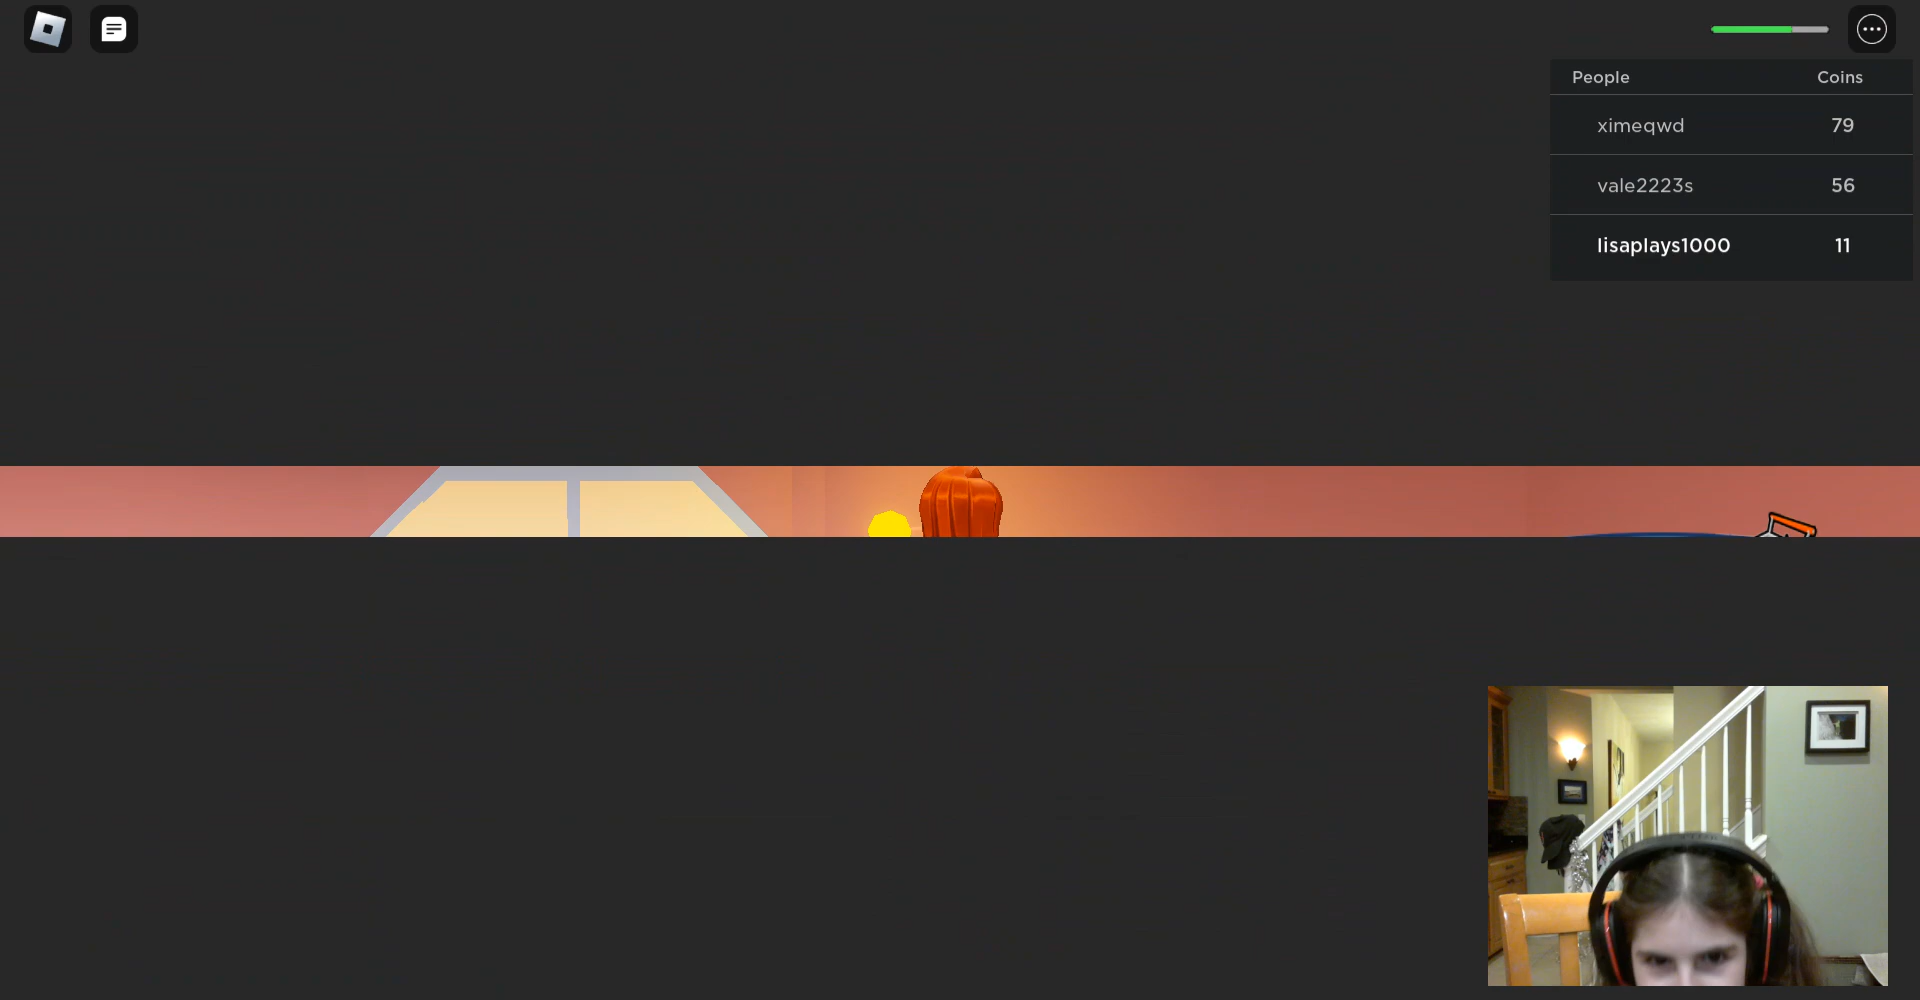 People Coins
ximeqwd 79
vale2223s 56
lisaplays1000 11